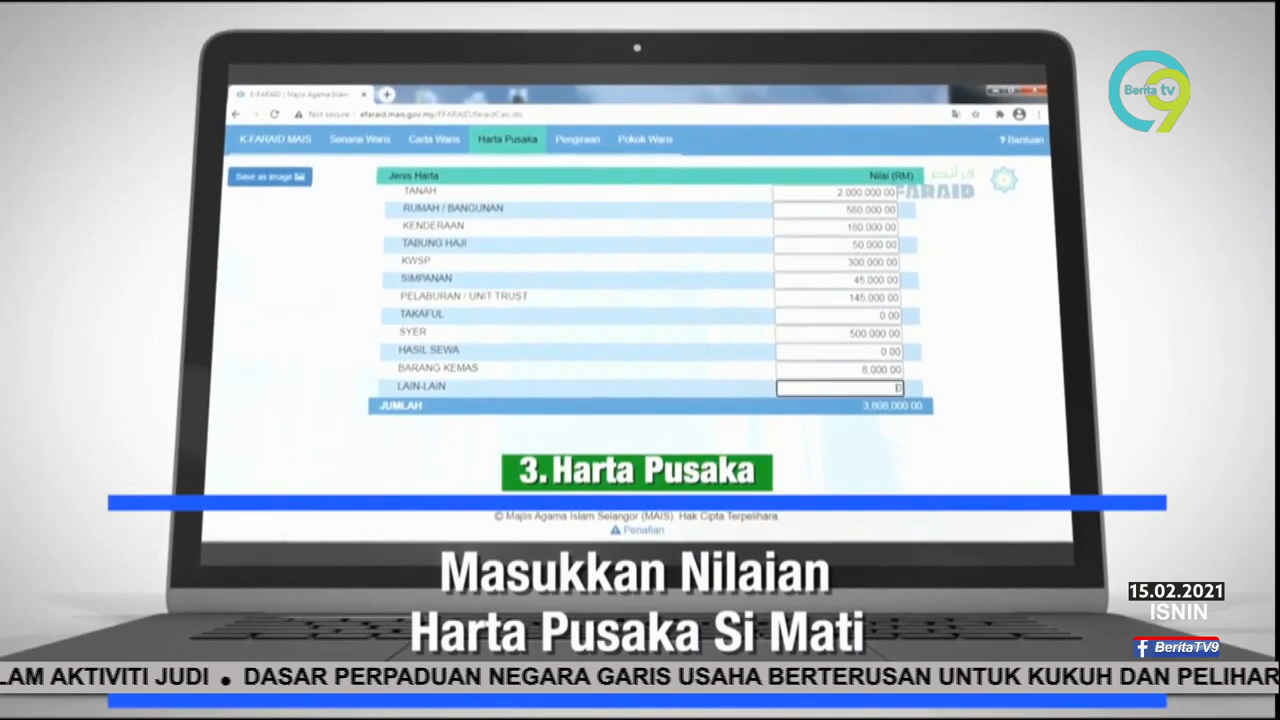 Berita tv
9
E-FARAID | Majlis Agama Islam
Not secure | efaraid.mais.gov.my/EFARAID/faraidCalc.do
E-FARAID MAIS Senarai Waris Carta Waris Harta Pusaka Pengiraan Pokok Waris ? Bantuan
Save as image
Jenis Harta Nilai (RM)
فرائض
FARAID
TANAH 2.000.000 00
RUMAH / BANGUNAN 580.000 00
KENDERAAN 180.000 00
TABUNG HAJI 50.000 00
KWSP 300.000 00
SIMPANAN 45.000 00
PELABURAN / UNIT TRUST 145.000 00
TAKAFUL 0 00
SYER 500.000 00
HASIL SEWA 0 00
BARANG KEMAS 8.000 00
LAIN-LAIN 0
JUMLAH 3,808,000 00
3. Harta Pusaka
© Majlis Agama Islam Selangor (MAIS). Hak Cipta Terpelihara.
Penafian
Masukkan Nilaian
Harta Pusaka Si Mati
15.02.2021
ISNIN
f BeritaTV9
LAM AKTIVITI JUDI ● DASAR PERPADUAN NEGARA GARIS USAHA BERTERUSAN UNTUK KUKUH DAN PELIHAR